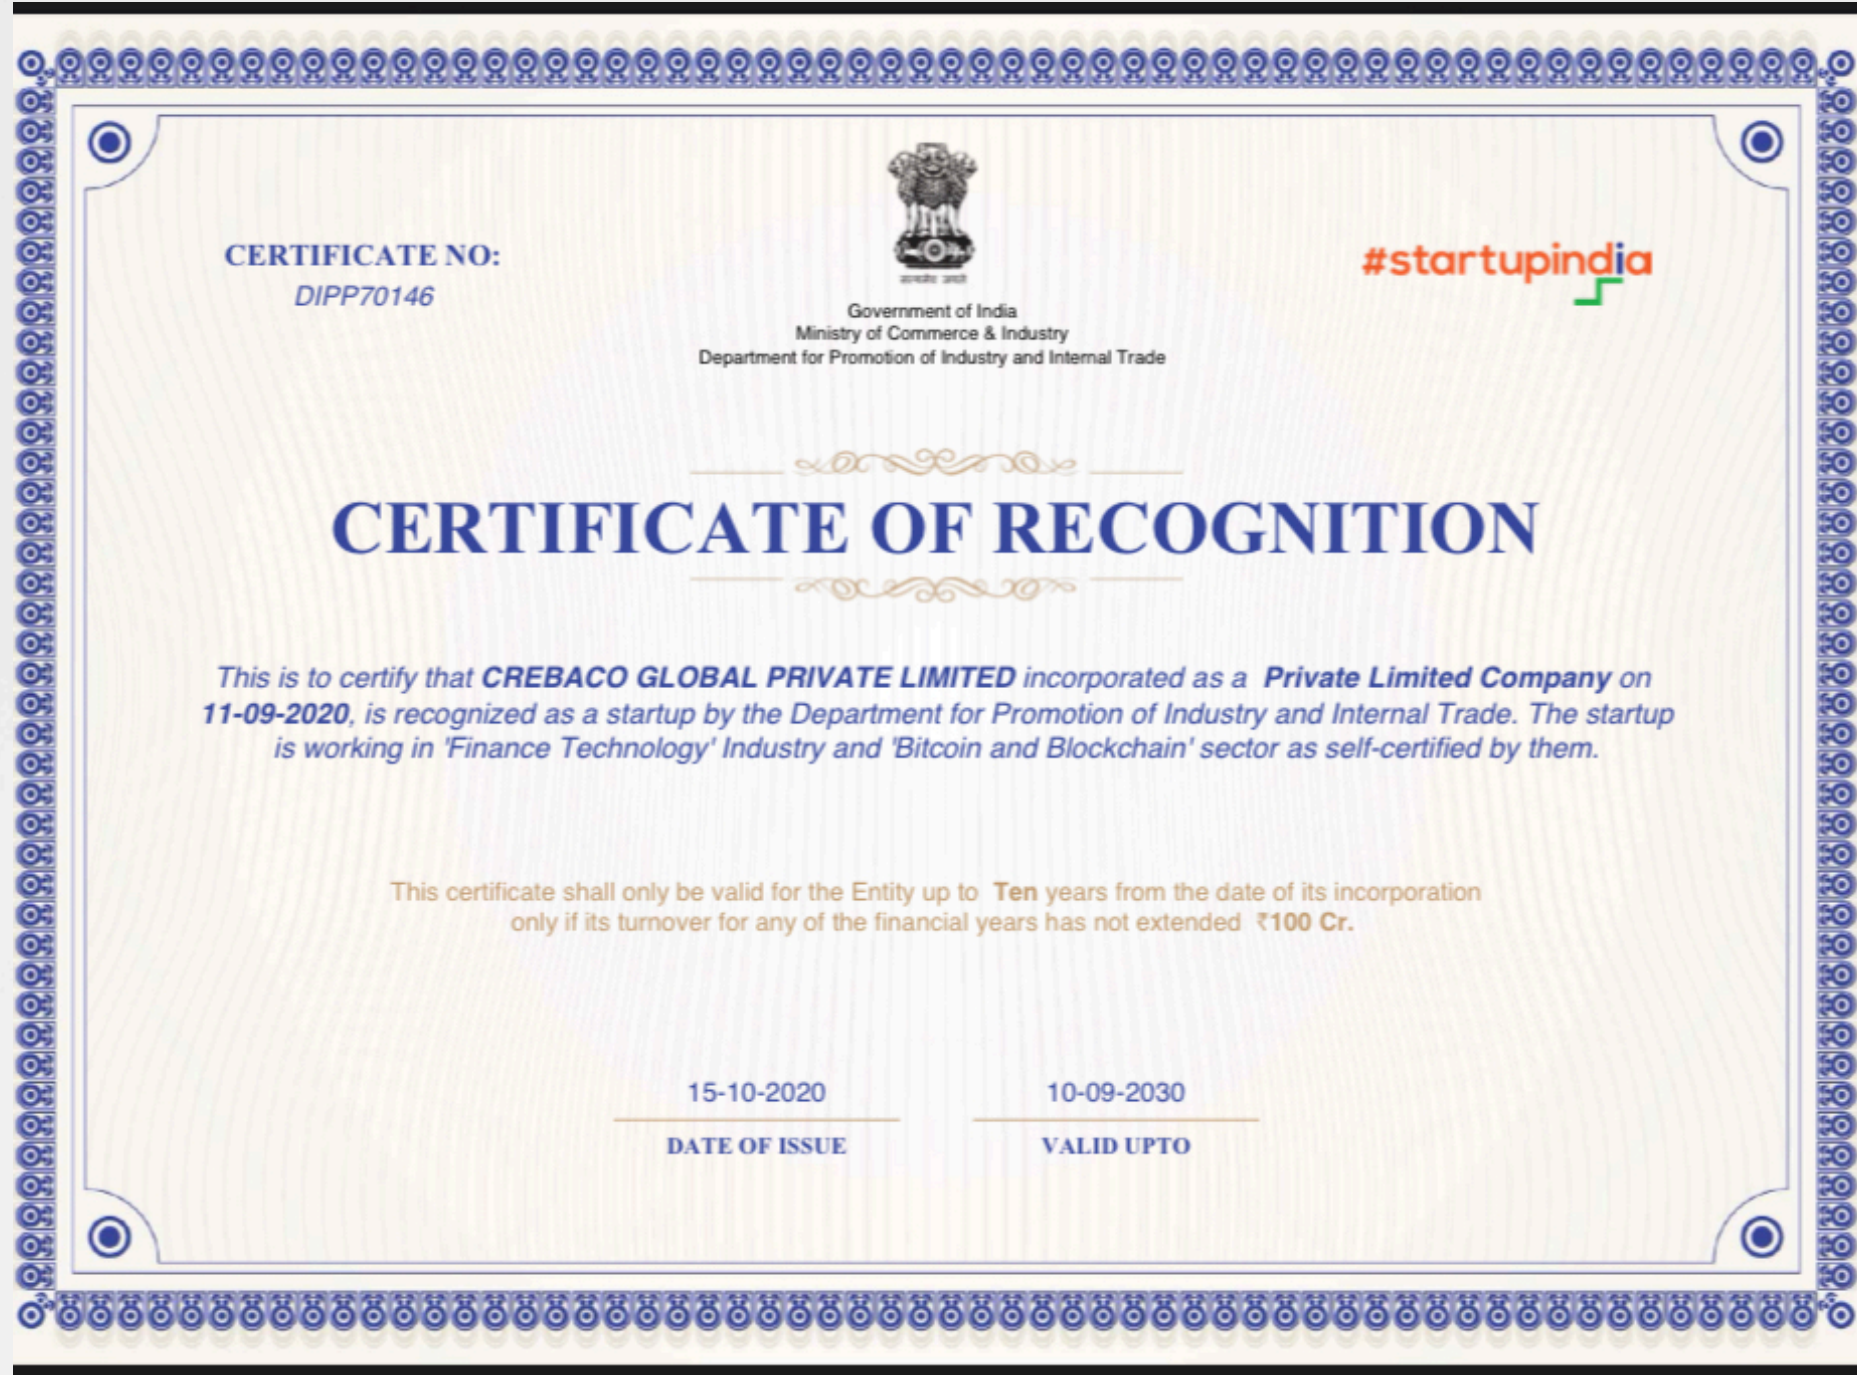 CERTIFICATE NO:
DIPP70146
#startupindia
सत्यमेव जयते
Government of India
Ministry of Commerce & Industry
Department for Promotion of Industry and Internal Trade
CERTIFICATE OF RECOGNITION
This is to certify that CREBACO GLOBAL PRIVATE LIMITED incorporated as a Private Limited Company on
11-09-2020, is recognized as a startup by the Department for Promotion of Industry and Internal Trade. The startup
is working in 'Finance Technology' Industry and 'Bitcoin and Blockchain' sector as self-certified by them.
This certificate shall only be valid for the Entity up to Ten years from the date of its incorporation
only if its turnover for any of the financial years has not extended ₹100 Cr.
15-10-2020
DATE OF ISSUE
10-09-2030
VALID UPTO